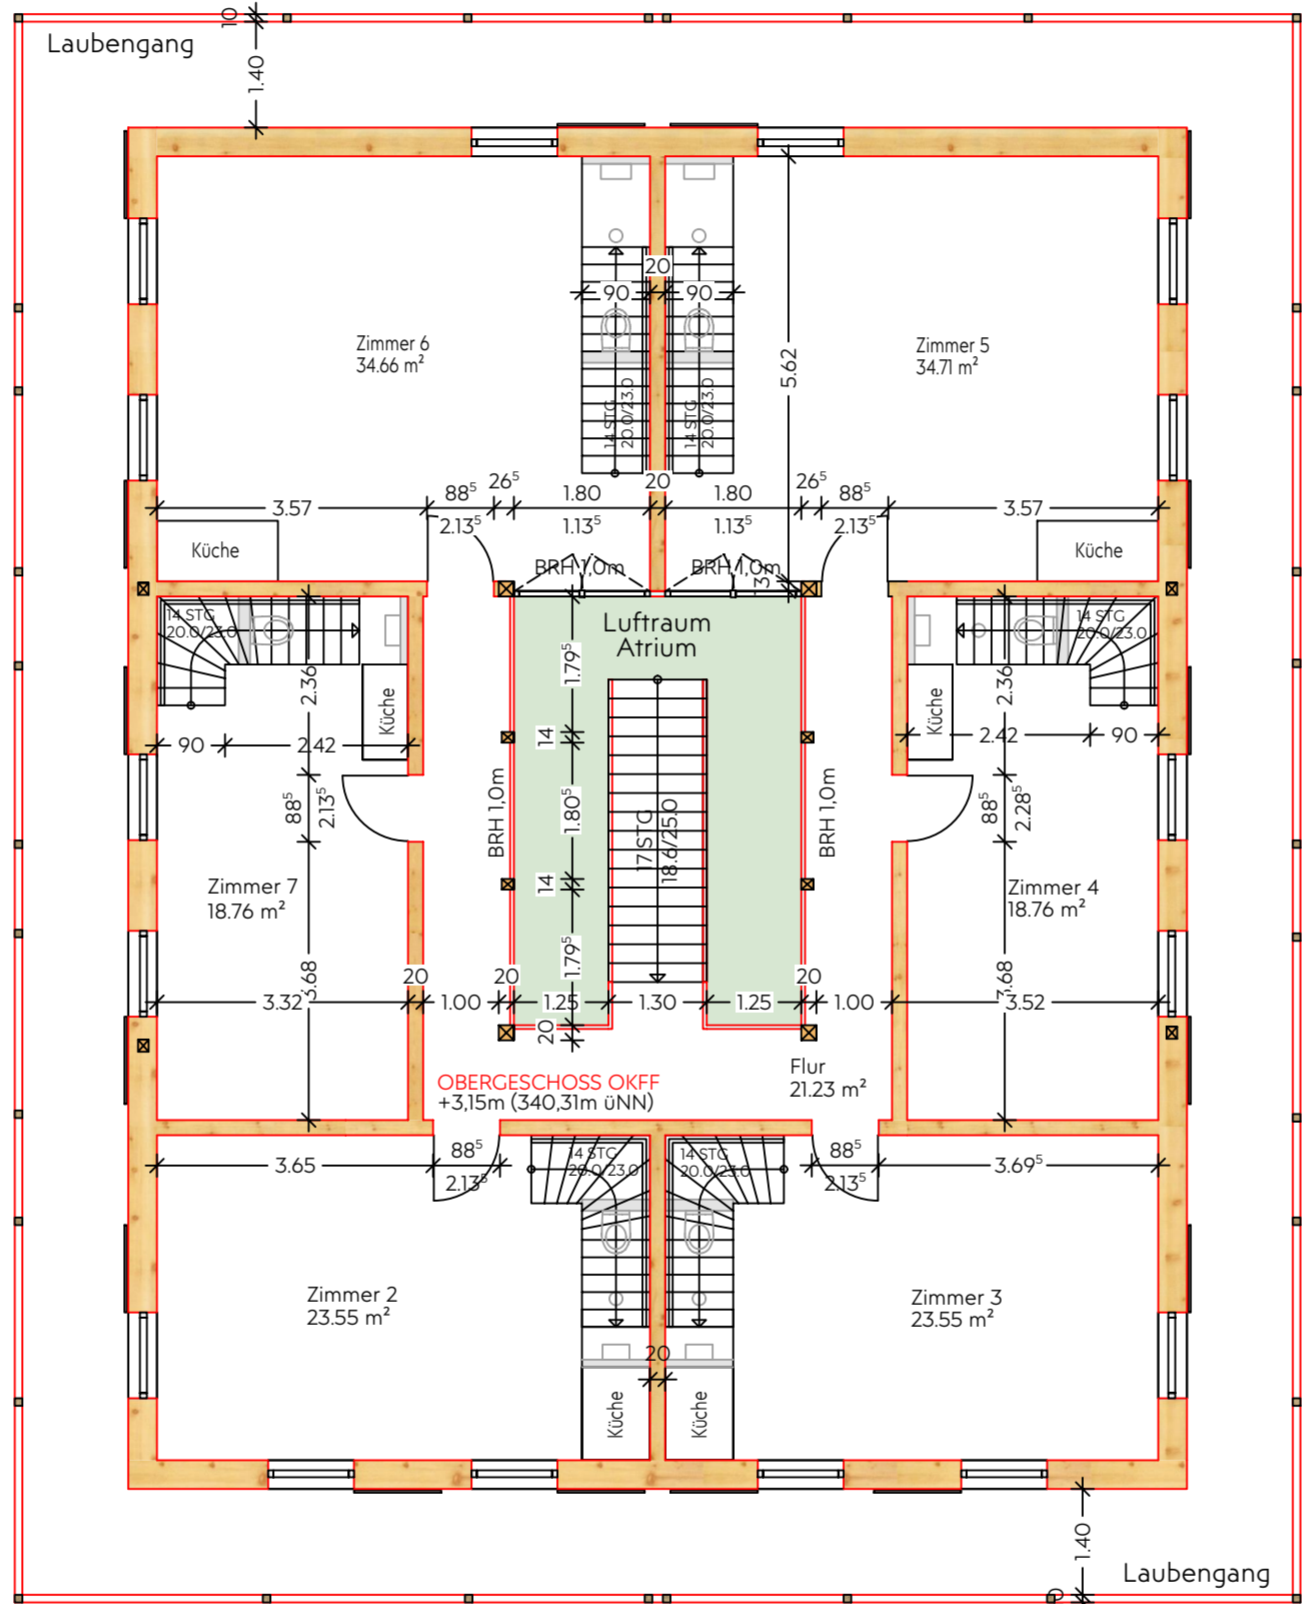 10
Laubengang
1.40
20
90
90
Zimmer 6
34.66 m²
Zimmer 5
34.71 m²
5.62
14 STG
20.0/23.0
14 STG
20.0/23.0
3.57
88⁵
2.13⁵
26⁵
1.80
1.13⁵
20
1.80
1.13⁵
26⁵
88⁵
2.13⁵
3.57
Küche
Küche
BRH 1,0m
BRH 1,0m
14 STG
20.0/23.0
Luftraum
Atrium
14 STG
20.0/23.0
2.36
Küche
1.79⁵
Küche
2.36
90
2.42
14
2.42
90
88⁵
2.13⁵
BRH 1,0m
1.80⁵
17 STG
18.6/25.0
BRH 1,0m
88⁵
2.28⁵
Zimmer 7
18.76 m²
14
Zimmer 4
18.76 m²
3.68
1.79⁵
3.68
20
20
20
3.32
1.00
1.25
1.30
1.25
1.00
3.52
20
OBERGESCHOSS OKFF
+3,15m (340,31m üNN)
Flur
21.23 m²
3.65
88⁵
2.13⁵
14 STG
20.0/23.0
14 STG
20.0/23.0
88⁵
2.13⁵
3.69⁵
Zimmer 2
23.55 m²
Zimmer 3
23.55 m²
20
Küche
Küche
1.40
Laubengang